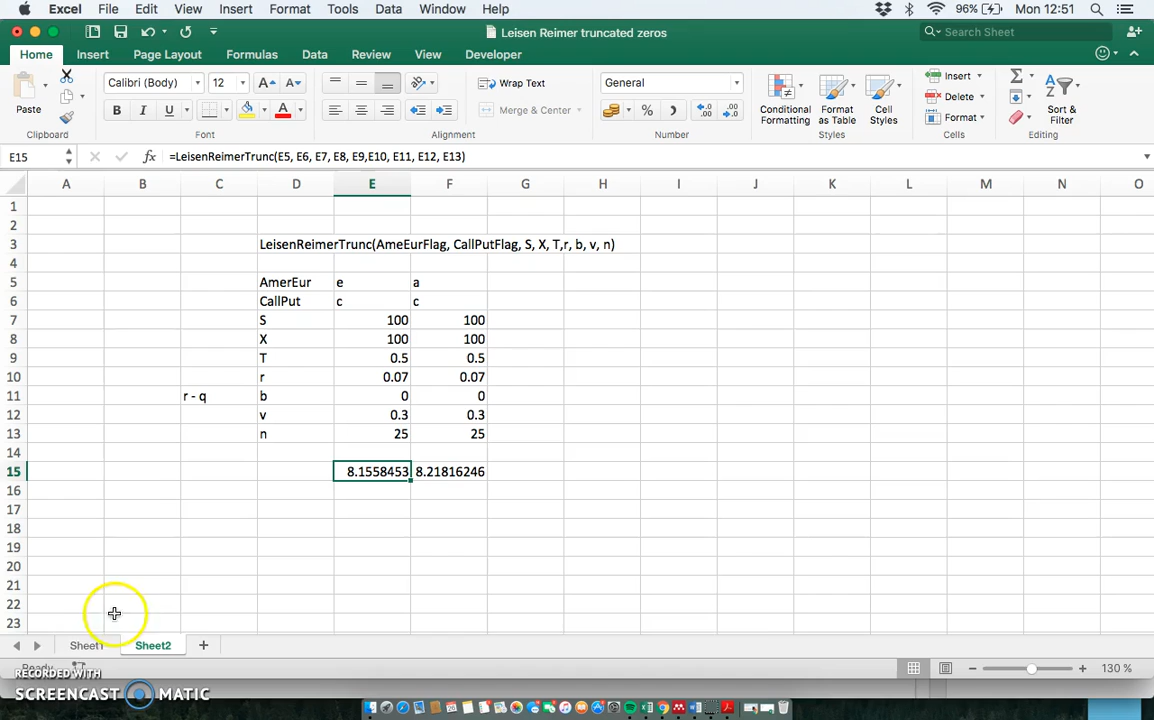 Excel File Edit View Insert Format Tools Data Window Help 96% Mon 12:51
Leisen Reimer truncated zeros Search Sheet
Home Insert Page Layout Formulas Data Review View Developer
Paste Calibri (Body) 12 A A Wrap Text General Conditional Formatting Format as Table Cell Styles Insert Delete Format Sort & Filter
B I U A Merge & Center %
Clipboard Font Alignment Number Styles Cells Editing
E15 fx =LeisenReimerTrunc(E5, E6, E7, E8, E9,E10, E11, E12, E13)
A B C D E F G H I J K L M N O
1
2
3 LeisenReimerTrunc(AmeEurFlag, CallPutFlag, S, X, T,r, b, v, n)
4
5 AmerEur e a
6 CallPut c c
7 S 100 100
8 X 100 100
9 T 0.5 0.5
10 r 0.07 0.07
11 r - q b 0 0
12 v 0.3 0.3
13 n 25 25
14
15 8.1558453 8.21816246
16
17
18
19
20
21
22
23
Sheet1 Sheet2 +
Ready 130 %
RECORDED WITH
SCREENCAST MATIC